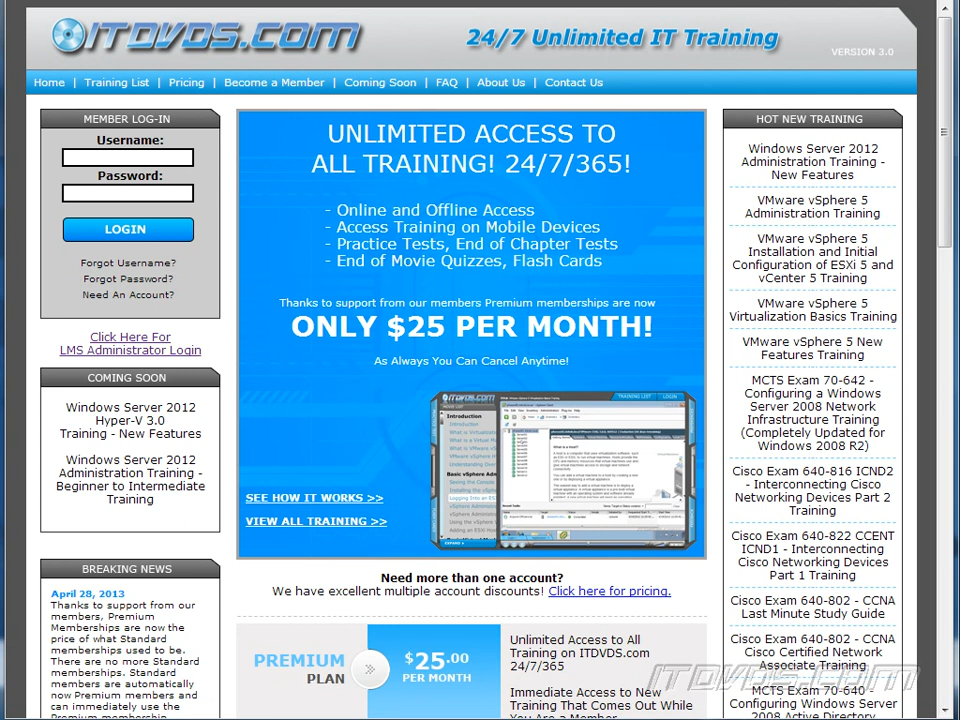 ITDVDS.COM
24/7 Unlimited IT Training
VERSION 3.0
Home | Training List | Pricing | Become a Member | Coming Soon | FAQ | About Us | Contact Us
MEMBER LOG-IN
Username:
Password:
LOGIN
Forgot Username?
Forgot Password?
Need An Account?
Click Here For
LMS Administrator Login
COMING SOON
Windows Server 2012
Hyper-V 3.0
Training - New Features
Windows Server 2012
Administration Training -
Beginner to Intermediate
Training
BREAKING NEWS
April 28, 2013
Thanks to support from our
members, Premium
Memberships are now the
price of what Standard
memberships used to be.
There are no more Standard
memberships. Standard
members are automatically
now Premium members and
can immediately use the
Premium membership
UNLIMITED ACCESS TO
ALL TRAINING! 24/7/365!
- Online and Offline Access
- Access Training on Mobile Devices
- Practice Tests, End of Chapter Tests
- End of Movie Quizzes, Flash Cards
Thanks to support from our members Premium memberships are now
ONLY $25 PER MONTH!
As Always You Can Cancel Anytime!
ITDVDS.COM
TRAINING LIST
LOGIN
Introduction
SEE HOW IT WORKS >>
VIEW ALL TRAINING >>
Need more than one account?
We have excellent multiple account discounts! Click here for pricing.
PREMIUM
PLAN
$25.00
PER MONTH
Unlimited Access to All
Training on ITDVDS.com
24/7/365
Immediate Access to New
Training That Comes Out While
You Are a Member
HOT NEW TRAINING
Windows Server 2012
Administration Training -
New Features
VMware vSphere 5
Administration Training
VMware vSphere 5
Installation and Initial
Configuration of ESXi 5 and
vCenter 5 Training
VMware vSphere 5
Virtualization Basics Training
VMware vSphere 5 New
Features Training
MCTS Exam 70-642 -
Configuring a Windows
Server 2008 Network
Infrastructure Training
(Completely Updated for
Windows 2008 R2)
Cisco Exam 640-816 ICND2
- Interconnecting Cisco
Networking Devices Part 2
Training
Cisco Exam 640-822 CCENT
ICND1 - Interconnecting
Cisco Networking Devices
Part 1 Training
Cisco Exam 640-802 - CCNA
Last Minute Study Guide
Cisco Exam 640-802 - CCNA
Cisco Certified Network
Associate Training
MCTS Exam 70-640 -
Configuring Windows Server
2008 Active Directory
ITDVDS.COM